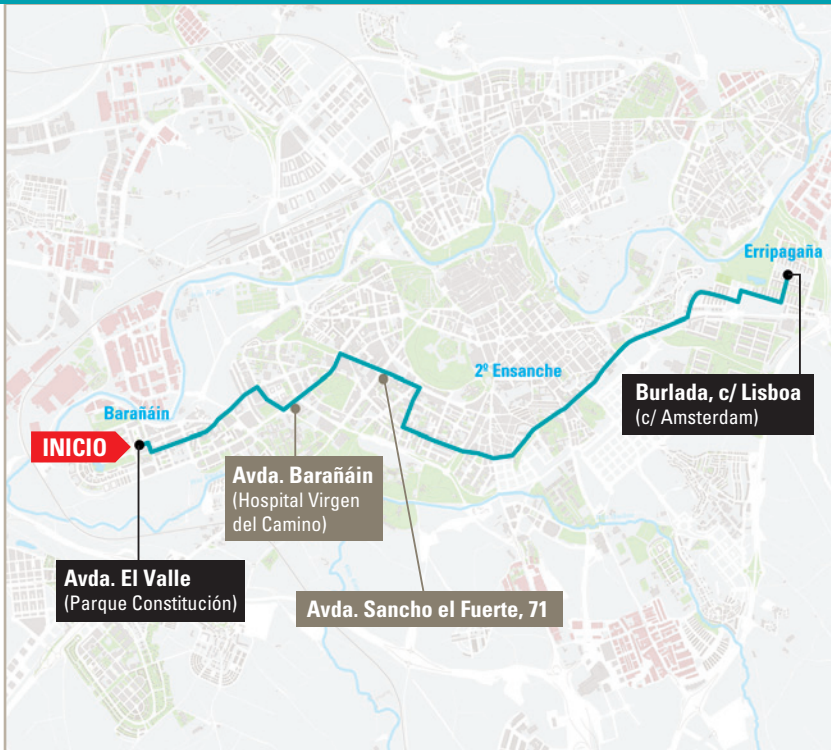 Erripagaña
2º Ensanche
Burlada, c/ Lisboa
(c/ Amsterdam)
Barañáin
INICIO
Avda. Barañáin
(Hospital Virgen
del Camino)
Avda. El Valle
(Parque Constitución)
Avda. Sancho el Fuerte, 71